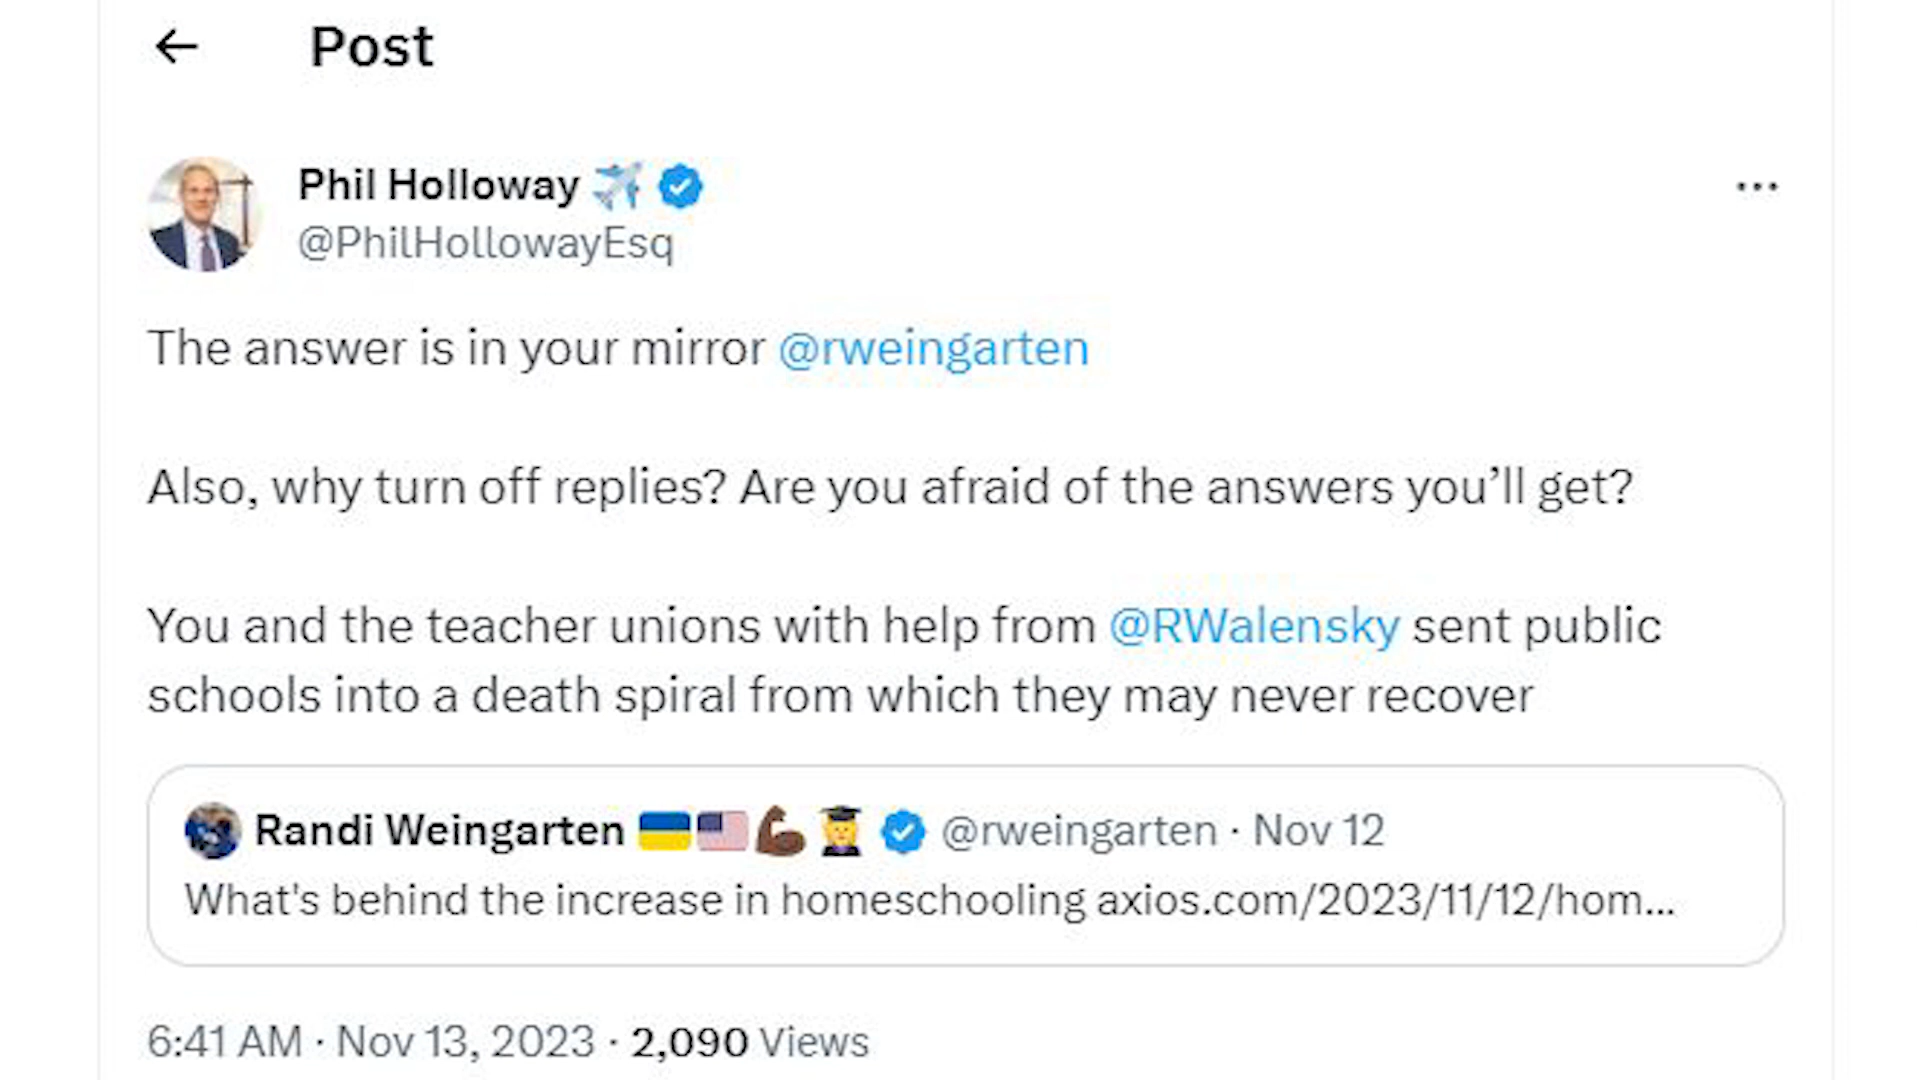 Post
Phil Holloway
@PhilHollowayEsq
The answer is in your mirror @rweingarten
Also, why turn off replies? Are you afraid of the answers you’ll get?
You and the teacher unions with help from @RWalensky sent public
schools into a death spiral from which they may never recover
Randi Weingarten @rweingarten · Nov 12
What's behind the increase in homeschooling axios.com/2023/11/12/hom...
6:41 AM · Nov 13, 2023 · 2,090 Views